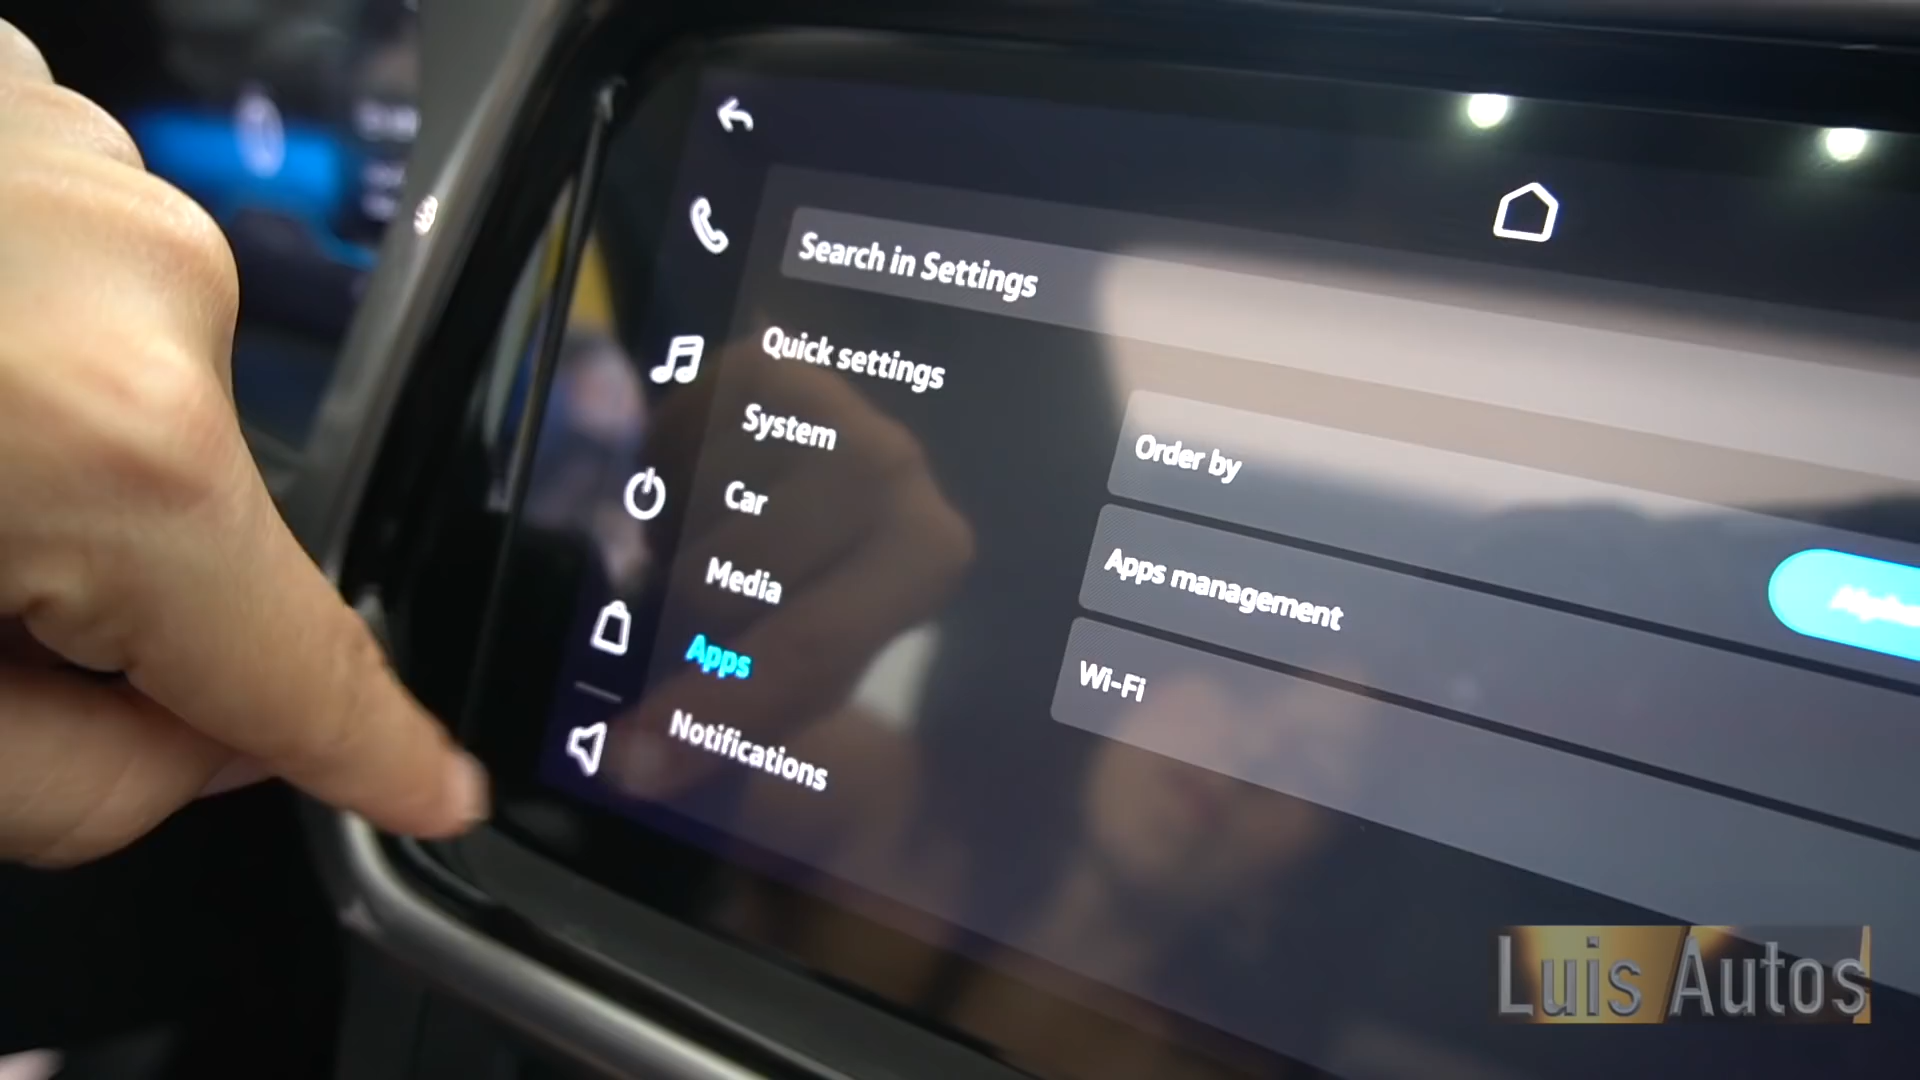 Search in Settings
Quick settings
System
Car
Media
Apps
Notifications
Order by
Apps management
Wi-Fi
Luis Autos